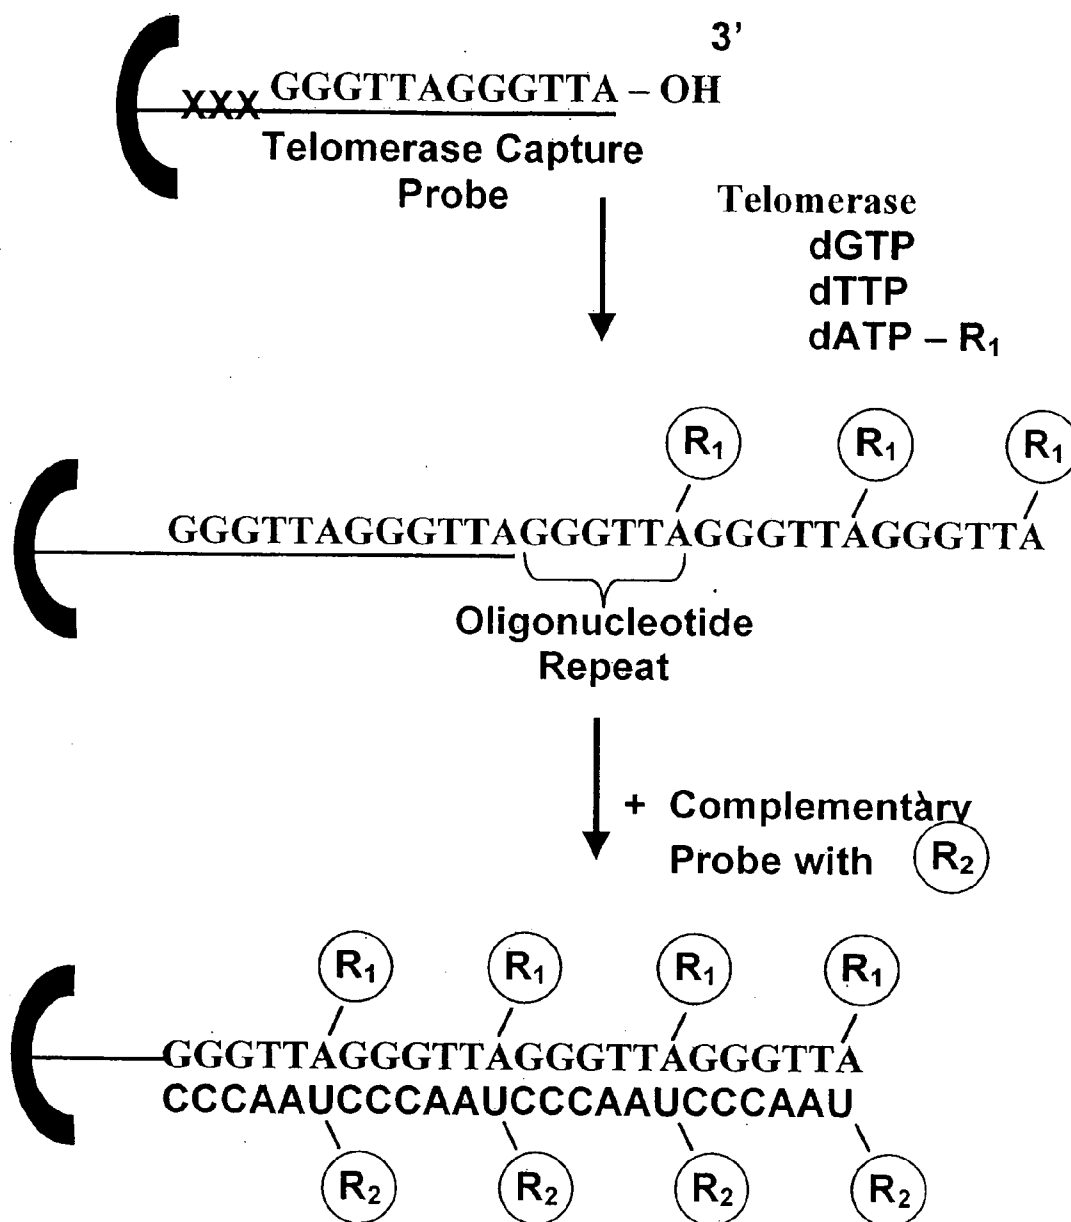 3’
XXX GGGTTAGGGTTA – OH
Telomerase Capture
Probe
Telomerase
dGTP
dTTP
dATP – R₁
R₁ R₁ R₁
GGGTTAGGGTTAGGGTTAGGGTTAGGGTTA
Oligonucleotide
Repeat
+ Complementary
Probe with R₂
R₁ R₁ R₁ R₁
GGGTTAGGGTTAGGGTTAGGGTTA
CCCAAUCCCAAUCCCAAUCCCAAU
R₂ R₂ R₂ R₂